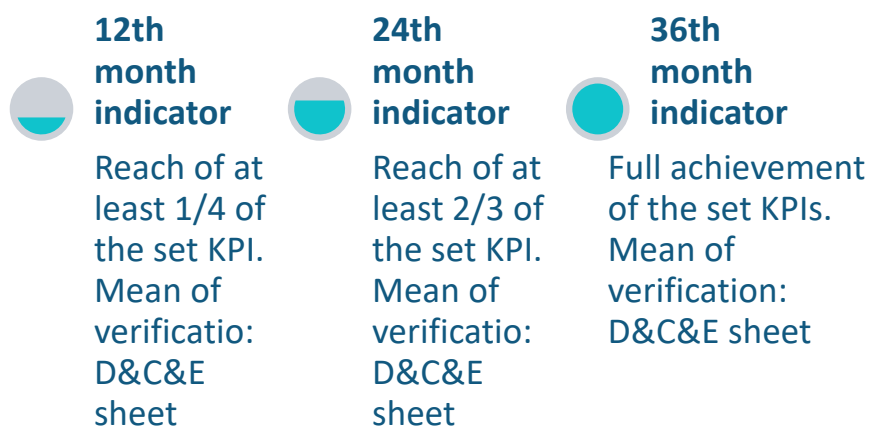 12th
month
indicator
Reach of at
least 1/4 of
the set KPI.
Mean of
verificatio:
D&C&E
sheet
24th
month
indicator
Reach of at
least 2/3 of
the set KPI.
Mean of
verificatio:
D&C&E
sheet
36th
month
indicator
Full achievement
of the set KPIs.
Mean of
verification:
D&C&E sheet